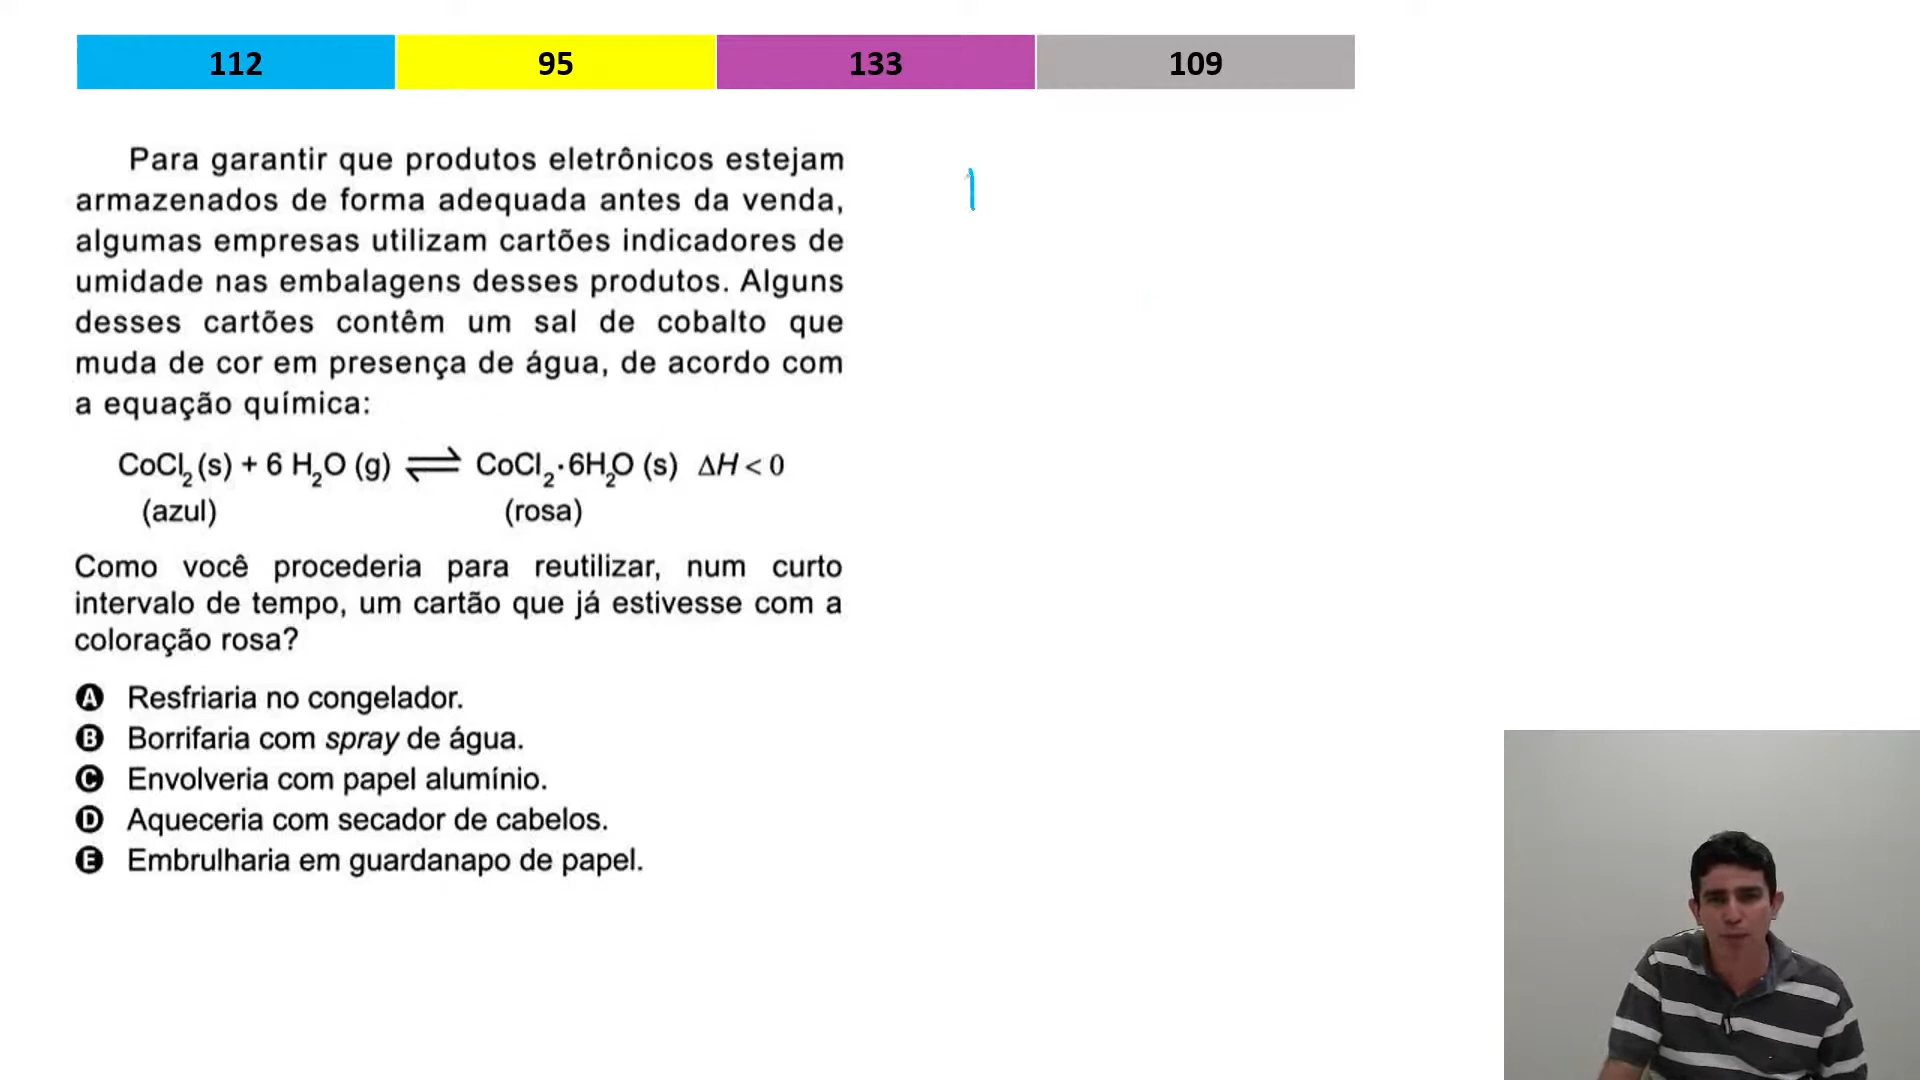 112 95 133 109
Para garantir que produtos eletrônicos estejam
armazenados de forma adequada antes da venda,
algumas empresas utilizam cartões indicadores de
umidade nas embalagens desses produtos. Alguns
desses cartões contêm um sal de cobalto que
muda de cor em presença de água, de acordo com
a equação química:
CoCl₂ (s) + 6 H₂O (g) ⇌ CoCl₂·6H₂O (s) ΔH < 0
(azul) (rosa)
Como você procederia para reutilizar, num curto
intervalo de tempo, um cartão que já estivesse com a
coloração rosa?
A Resfriaria no congelador.
B Borrifaria com spray de água.
C Envolveria com papel alumínio.
D Aqueceria com secador de cabelos.
E Embrulharia em guardanapo de papel.